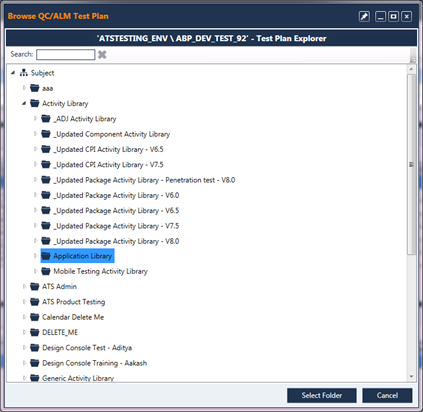 Browse QC/ALM Test Plan
'ATSTESTING_ENV \ ABP_DEV_TEST_92' - Test Plan Explorer
Search:
Subject
aaa
Activity Library
_ADJ Activity Library
_Updated Component Activity Library
_Updated CPI Activity Library - V6.5
_Updated CPI Activity Library - V7.5
_Updated Package Activity Library - Penetration test - V8.0
_Updated Package Activity Library - V6.0
_Updated Package Activity Library - V6.5
_Updated Package Activity Library - V7.5
_Updated Package Activity Library - V8.0
Application Library
Mobile Testing Activity Library
ATS Admin
ATS Product Testing
Calendar Delete Me
DELETE_ME
Design Console Test - Aditya
Design Console Training - Aakash
Generic Activity Library
Select Folder Cancel